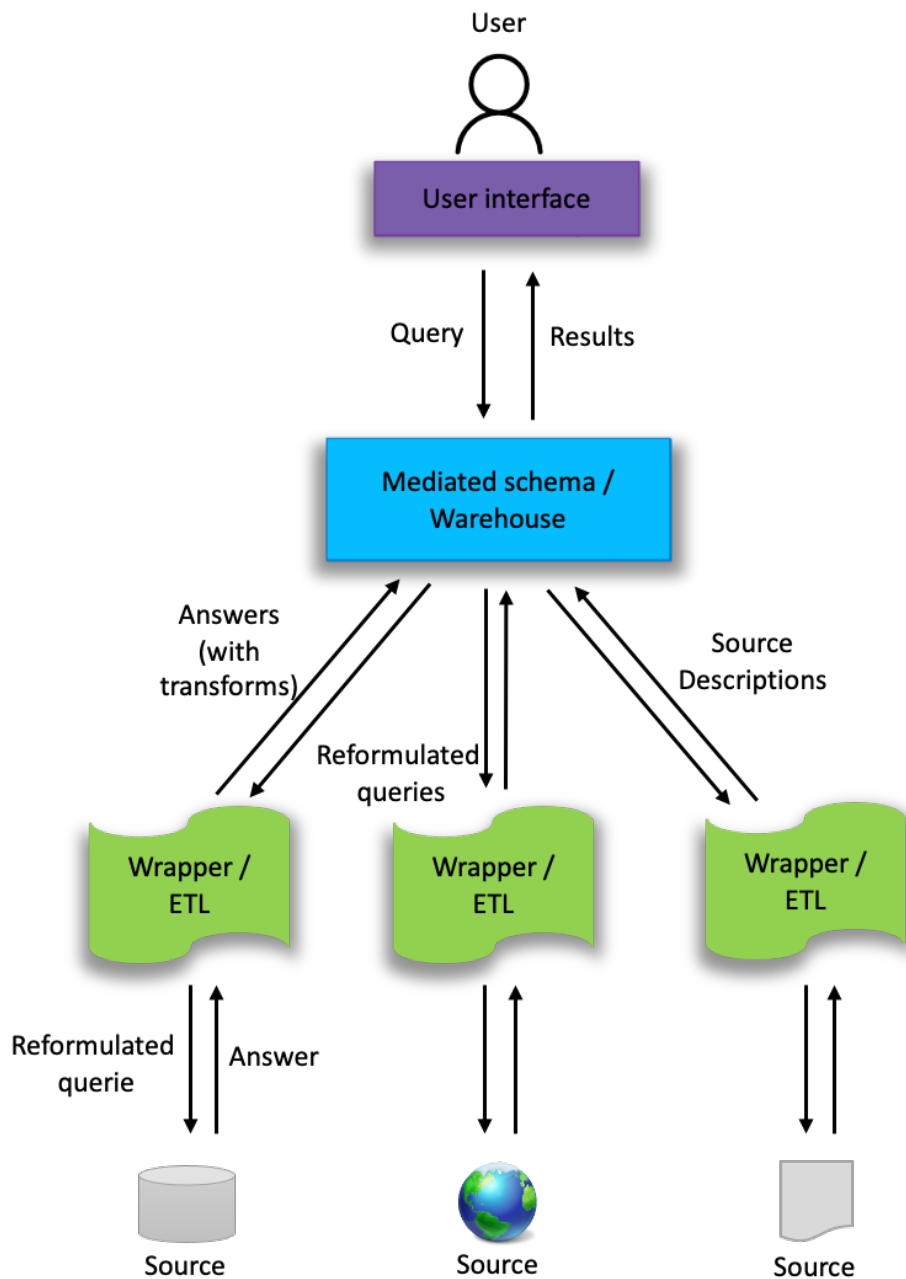 User
User interface
Query
Results
Mediated schema /
Warehouse
Answers
(with
transforms)
Source
Descriptions
Reformulated
queries
Wrapper /
ETL
Wrapper /
ETL
Wrapper /
ETL
Reformulated
querie
Answer
Source
Source
Source